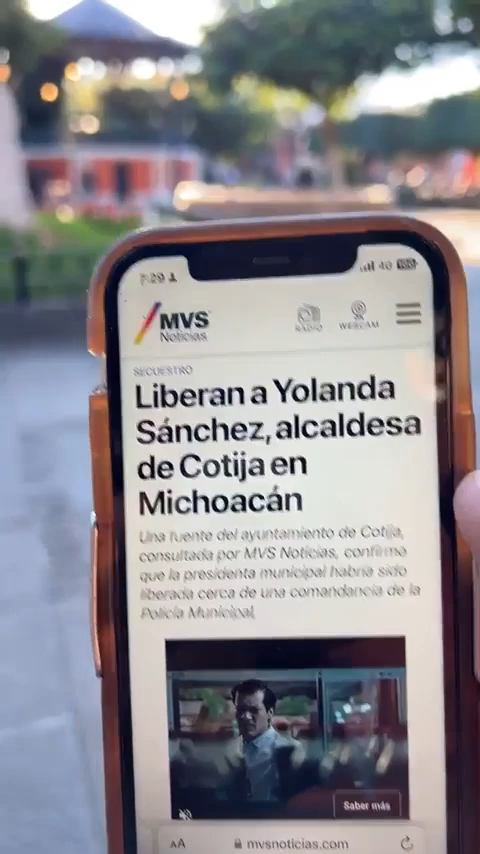 7:29
4G
MVS
Noticias
RADIO
WEBCAM
SECUESTRO
Liberan a Yolanda
Sánchez, alcaldesa
de Cotija en
Michoacán
Una fuente del ayuntamiento de Cotija,
consultada por MVS Noticias, confirmó
que la presidenta municipal habría sido
liberada cerca de una comandancia de la
Policía Municipal.
Saber más
AA
mvsnoticias.com